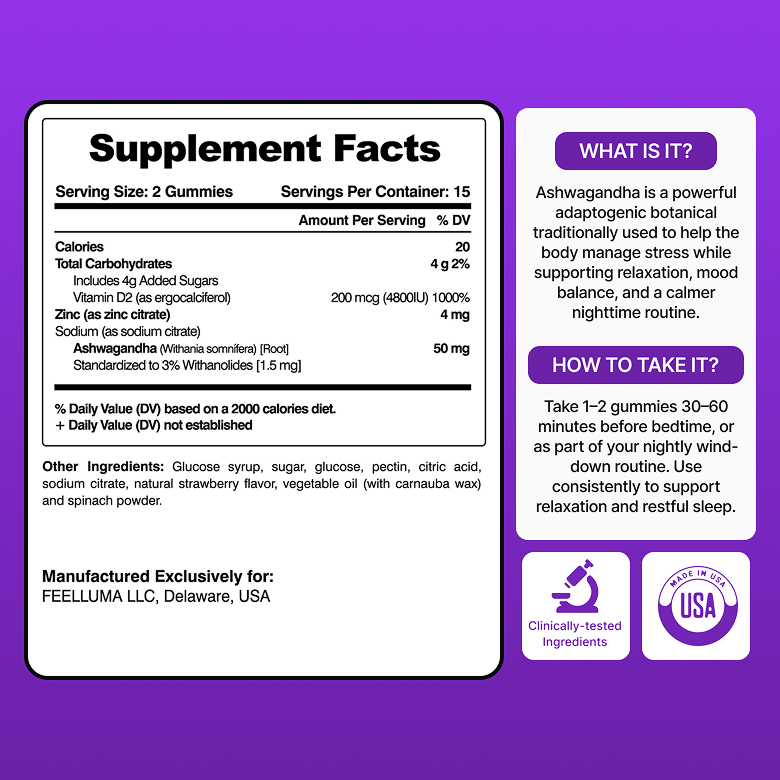 Supplement Facts
Serving Size: 2 Gummies Servings Per Container: 15
Amount Per Serving % DV
Calories 20
Total Carbohydrates 4 g 2%
Includes 4g Added Sugars
Vitamin D2 (as ergocalciferol) 200 mcg (4800IU) 1000%
Zinc (as zinc citrate) 4 mg
Sodium (as sodium citrate)
Ashwagandha (Withania somnífera) [Root] 50 mg
Standardized to 3% Withanolides [1.5 mg]
% Daily Value (DV) based on a 2000 calories diet.
+ Daily Value (DV) not established
Other Ingredients: Glucose syrup, sugar, glucose, pectin, citric acid,
sodium citrate, natural strawberry flavor, vegetable oil (with carnauba wax)
and spinach powder.
Manufactured Exclusively for:
FEELLUMA LLC, Delaware, USA
WHAT IS IT?
Ashwagandha is a powerful
adaptogenic botanical
traditionally used to help the
body manage stress while
supporting relaxation, mood
balance, and a calmer
nighttime routine.
HOW TO TAKE IT?
Take 1–2 gummies 30–60
minutes before bedtime, or
as part of your nightly wind-
down routine. Use
consistently to support
relaxation and restful sleep.
Clinically-tested
Ingredients
MADE IN USA
USA